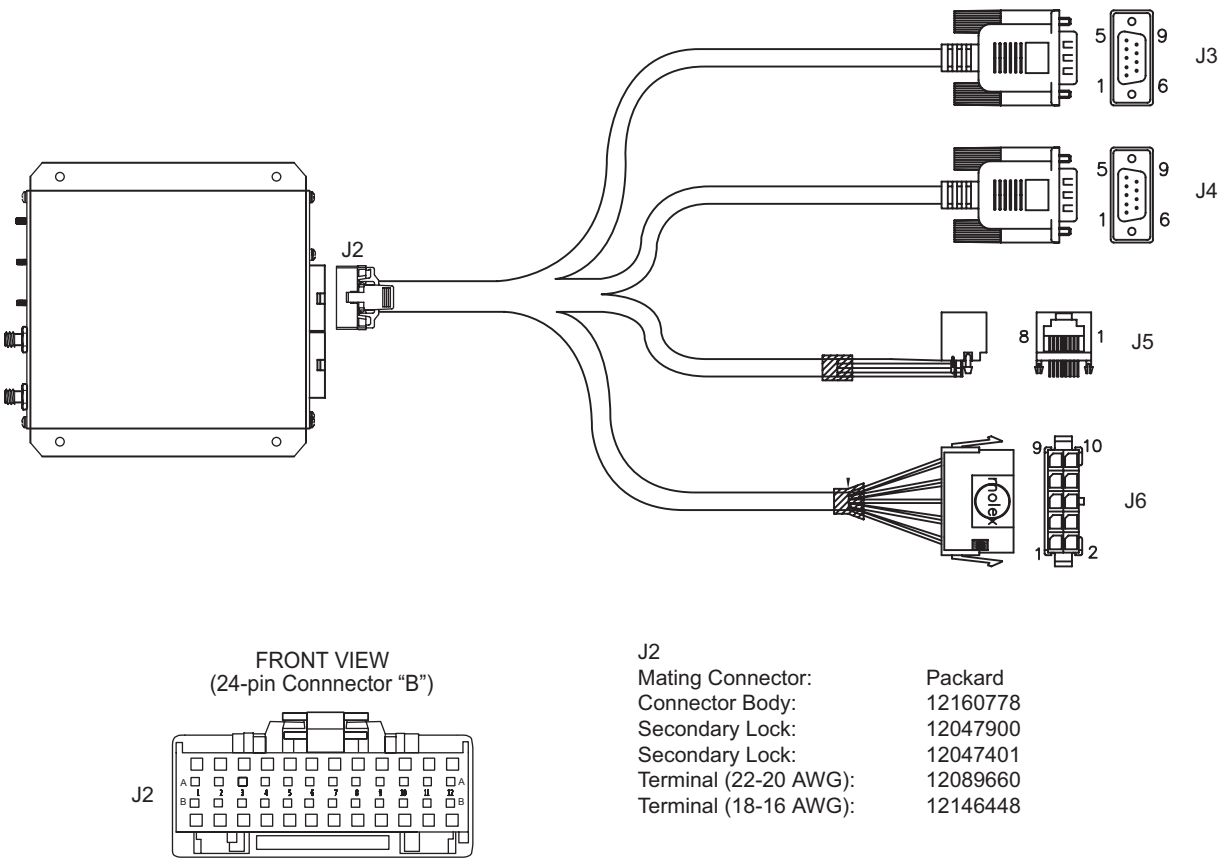 5 9
J3
1 6
5 9
J4
1 6
J2
8 1 J5
9 10
molex
J6
1 2
FRONT VIEW
(24-pin Connnector “B”)
J2
A A
1 2 3 4 5 6 7 8 9 10 11 12
B B
J2
Mating Connector: Packard
Connector Body: 12160778
Secondary Lock: 12047900
Secondary Lock: 12047401
Terminal (22-20 AWG): 12089660
Terminal (18-16 AWG): 12146448